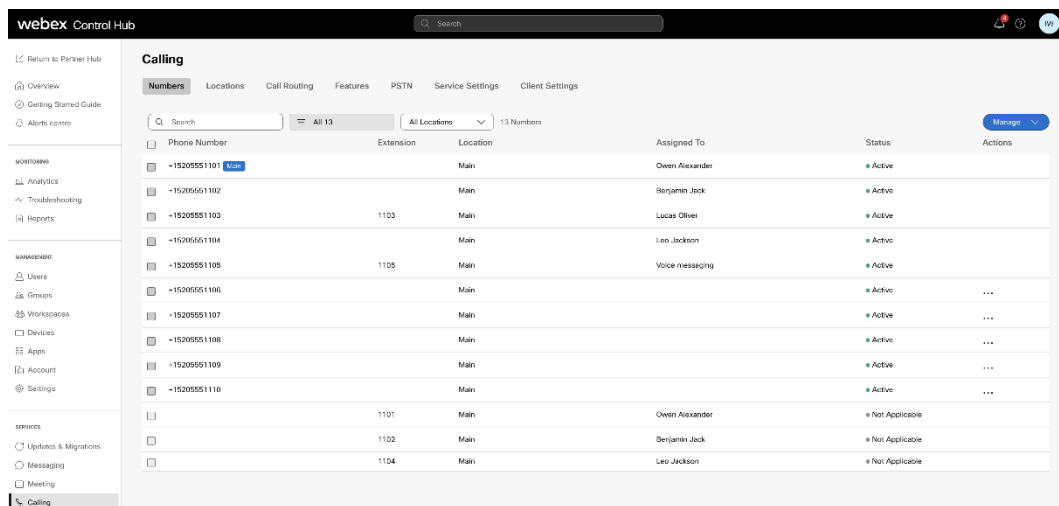 webex Control Hub
Search
4
IW
Return to Partner Hub
Overview
Getting Started Guide
Alerts centre
MONITORING
Analytics
Troubleshooting
Reports
MANAGEMENT
Users
Groups
Workspaces
Devices
Apps
Account
Settings
SERVICES
Updates & Migrations
Messaging
Meeting
Calling
Calling
Numbers Locations Call Routing Features PSTN Service Settings Client Settings
Search All 13 All Locations 13 Numbers Manage
Phone Number Extension Location Assigned To Status Actions
+15205551101 Main Main Owen Alexander Active
+15205551102 Main Benjamin Jack Active
+15205551103 1103 Main Lucas Oliver Active
+15205551104 Main Leo Jackson Active
+15205551105 1105 Main Voice messaging Active
+15205551106 Main Active ...
+15205551107 Main Active ...
+15205551108 Main Active ...
+15205551109 Main Active ...
+15205551110 Main Active ...
1101 Main Owen Alexander Not Applicable
1102 Main Benjamin Jack Not Applicable
1104 Main Leo Jackson Not Applicable